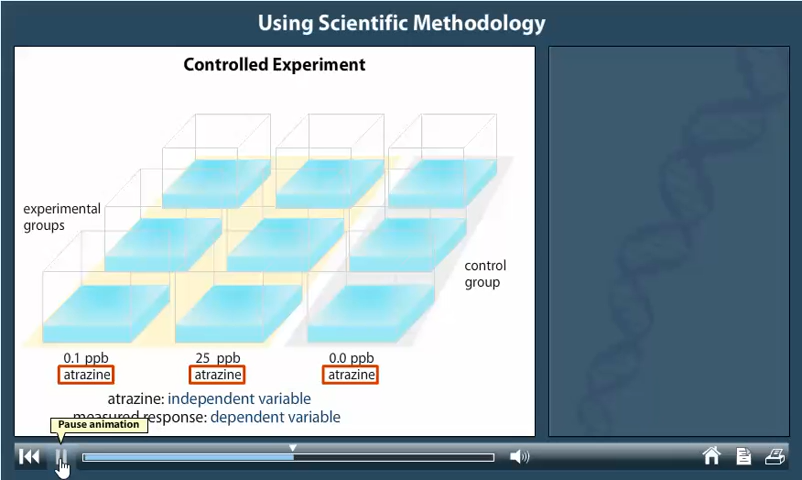 Using Scientific Methodology
Controlled Experiment
experimental
groups
control
group
0.1 ppb
25 ppb
0.0 ppb
atrazine
atrazine
atrazine
atrazine: independent variable
measured response: dependent variable
Pause animation